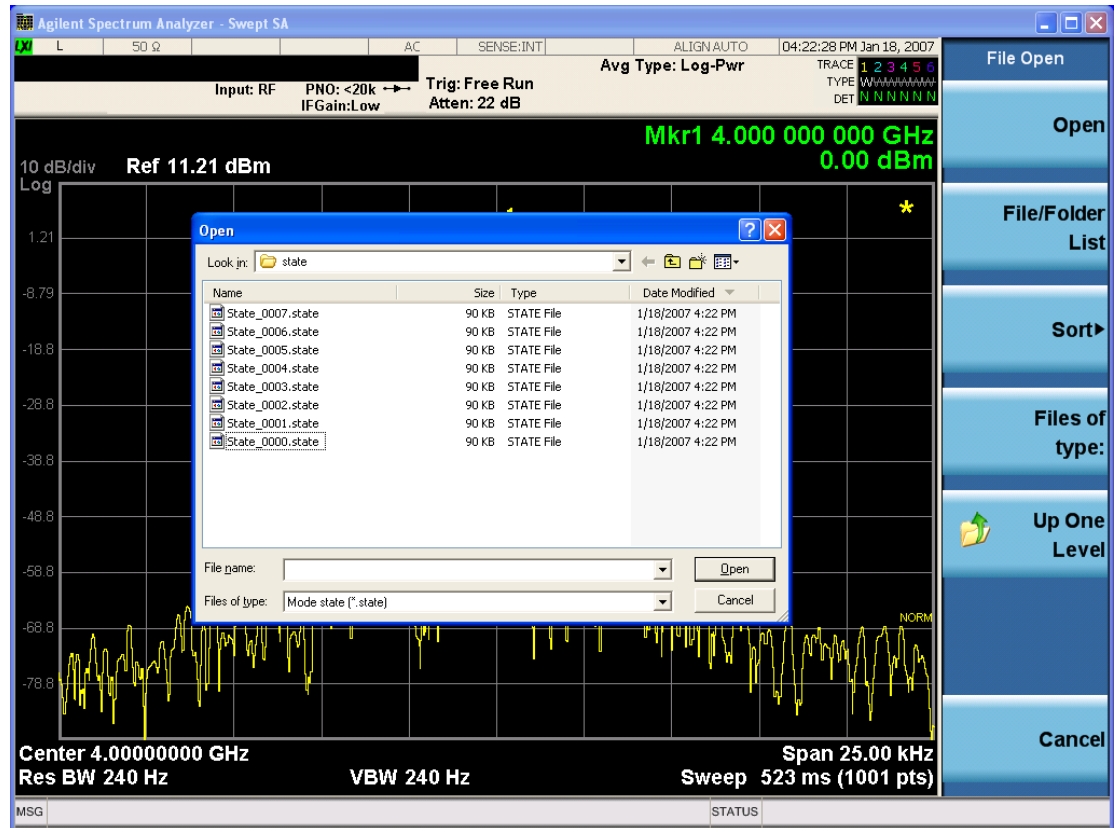 Agilent Spectrum Analyzer - Swept SA
LXI L 50 Ω AC SENSE:INT ALIGN AUTO 04:22:28 PM Jan 18, 2007
Input: RF PNO: <20k IFGain:Low
Trig: Free Run
Atten: 22 dB
Avg Type: Log-Pwr
TRACE 1 2 3 4 5 6
TYPE WWWWWW
DET N N N N N N
Mkr1 4.000 000 000 GHz
0.00 dBm
10 dB/div Ref 11.21 dBm
Log
1.21
-8.79
-18.8
-28.8
-38.8
-48.8
-58.8
-68.8
-78.8
NORM
Open
Look in: state
Name Size Type Date Modified
State_0007.state 90 KB STATE File 1/18/2007 4:22 PM
State_0006.state 90 KB STATE File 1/18/2007 4:22 PM
State_0005.state 90 KB STATE File 1/18/2007 4:22 PM
State_0004.state 90 KB STATE File 1/18/2007 4:22 PM
State_0003.state 90 KB STATE File 1/18/2007 4:22 PM
State_0002.state 90 KB STATE File 1/18/2007 4:22 PM
State_0001.state 90 KB STATE File 1/18/2007 4:22 PM
State_0000.state 90 KB STATE File 1/18/2007 4:22 PM
File name: Open
Files of type: Mode state (*.state) Cancel
Center 4.00000000 GHz Span 25.00 kHz
Res BW 240 Hz VBW 240 Hz Sweep 523 ms (1001 pts)
MSG STATUS
File Open
Open
File/Folder
List
Sort
Files of
type:
Up One
Level
Cancel